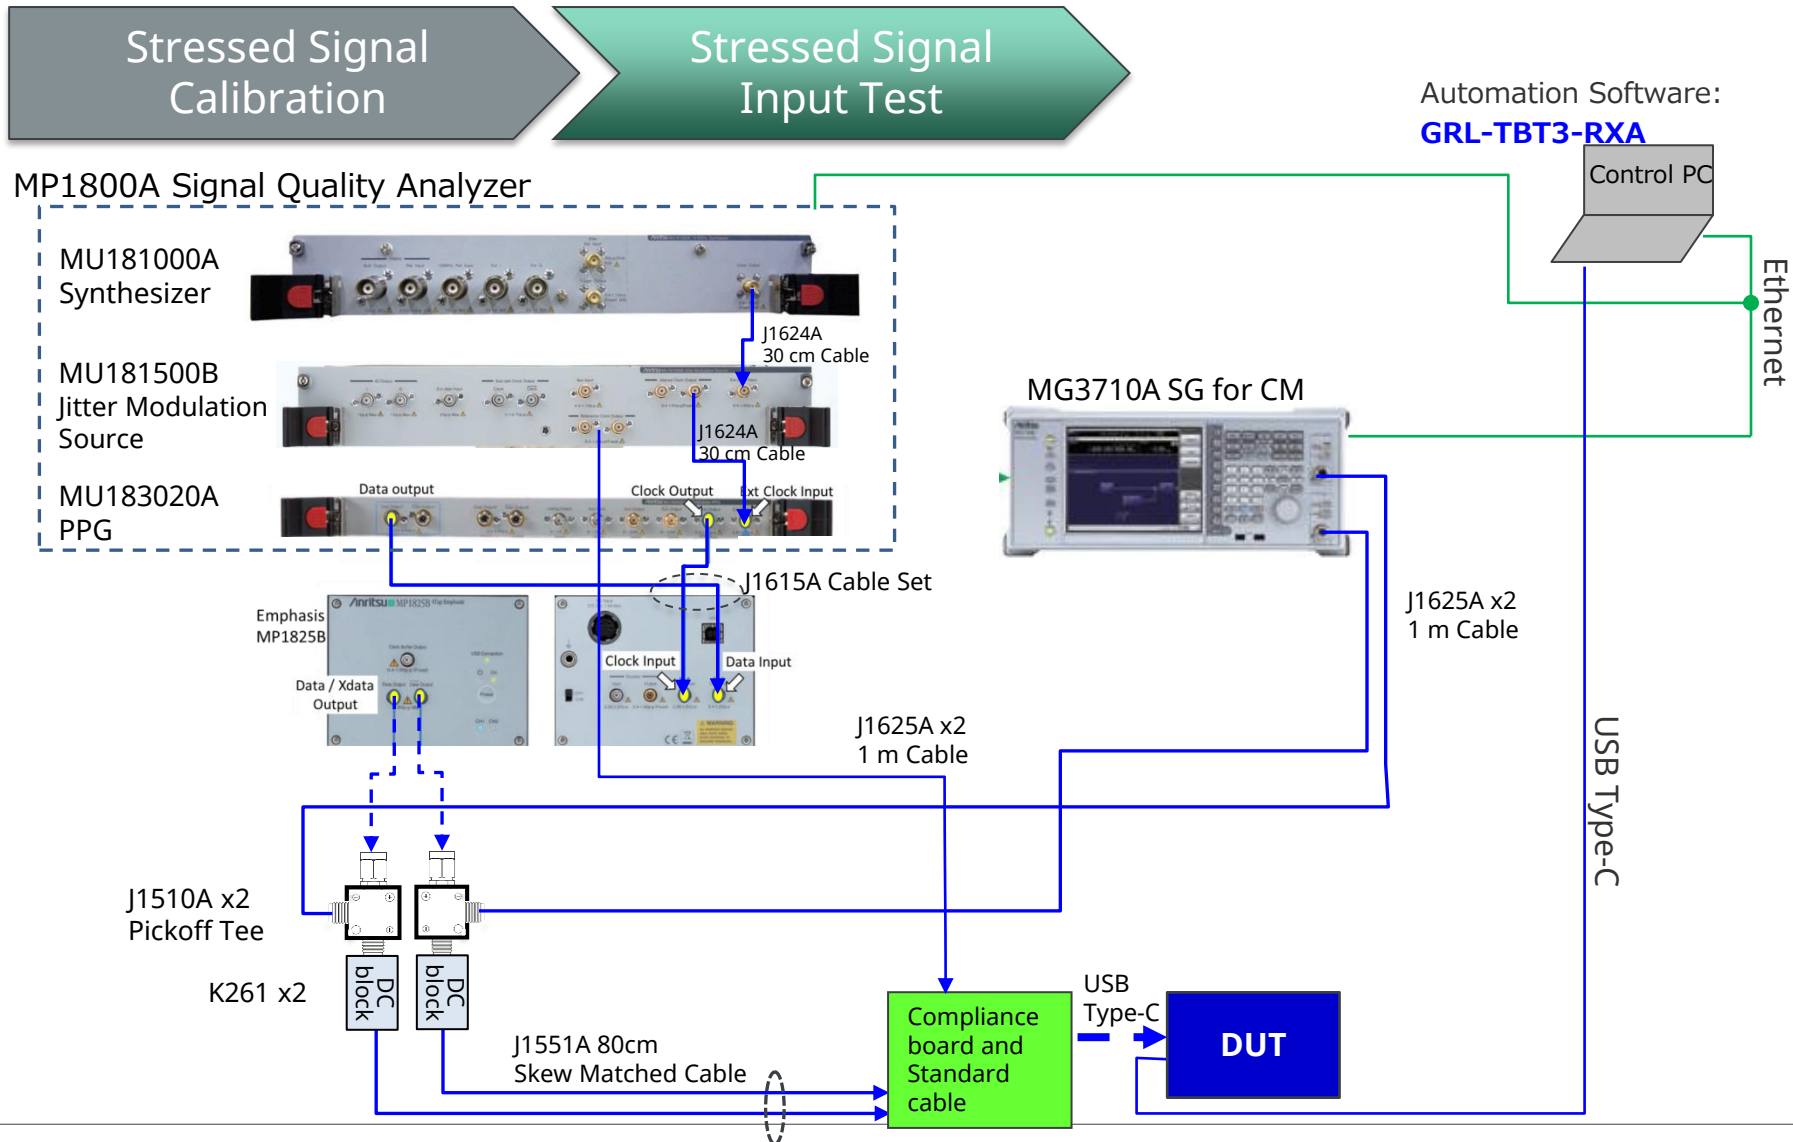 Stressed Signal
Calibration
Stressed Signal
Input Test
Automation Software:
GRL-TBT3-RXA
Control PC
MP1800A Signal Quality Analyzer
MU181000A
Synthesizer
J1624A
30 cm Cable
MU181500B
Jitter Modulation
Source
J1624A
30 cm Cable
MU183020A
PPG
Data output
Clock Output
Ext Clock Input
Ethernet
MG3710A SG for CM
J1615A Cable Set
Emphasis
MP1825B
Anritsu MP1825B 4Tap Emphasis
Data / Xdata
Output
Clock Input
Data Input
WARNING
J1625A x2
1 m Cable
J1625A x2
1 m Cable
USB Type-C
J1510A x2
Pickoff Tee
K261 x2
DC
block
DC
block
J1551A 80cm
Skew Matched Cable
Compliance
board and
Standard
cable
USB
Type-C
DUT